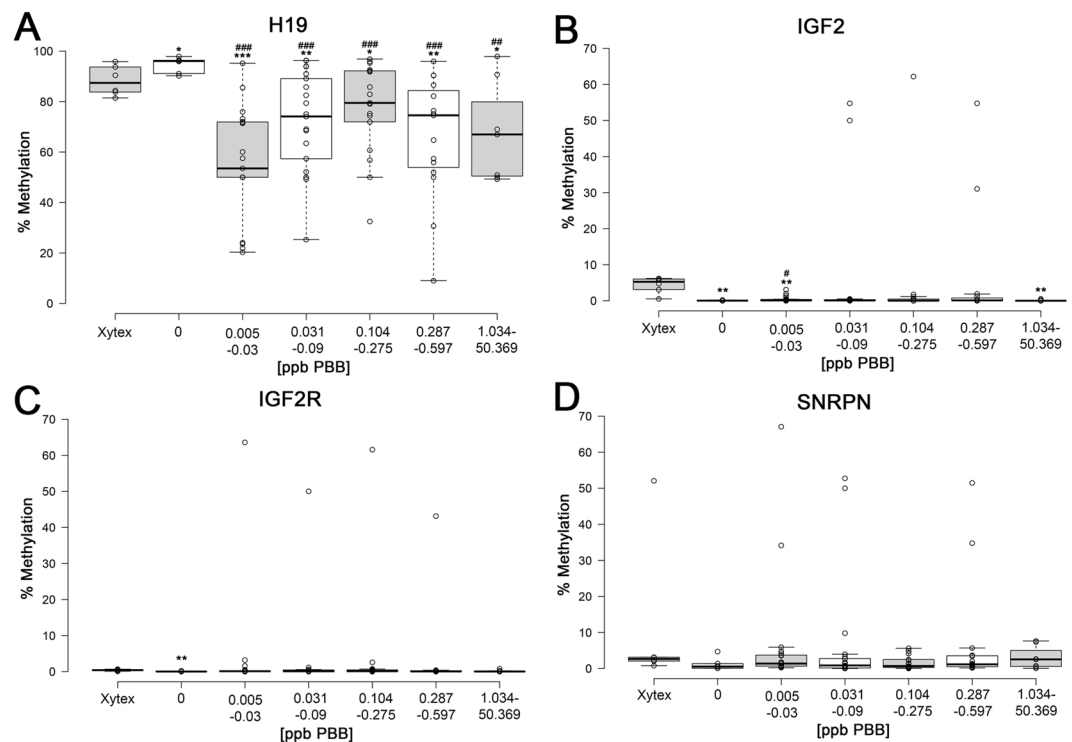 A
H19
% Methylation
100
80
60
40
20
0
* 
### ### ### ### ##
*** ** * ** *
Xytex 0 0.005 0.031 0.104 0.287 1.034-
-0.03 -0.09 -0.275 -0.597 50.369
[ppb PBB]
B
IGF2
% Methylation
70
60
50
40
30
20
10
0
#
** ** **
Xytex 0 0.005 0.031 0.104 0.287 1.034-
-0.03 -0.09 -0.275 -0.597 50.369
[ppb PBB]
C
IGF2R
% Methylation
70
60
50
40
30
20
10
0
**
Xytex 0 0.005 0.031 0.104 0.287 1.034-
-0.03 -0.09 -0.275 -0.597 50.369
[ppb PBB]
D
SNRPN
% Methylation
70
60
50
40
30
20
10
0
Xytex 0 0.005 0.031 0.104 0.287 1.034-
-0.03 -0.09 -0.275 -0.597 50.369
[ppb PBB]